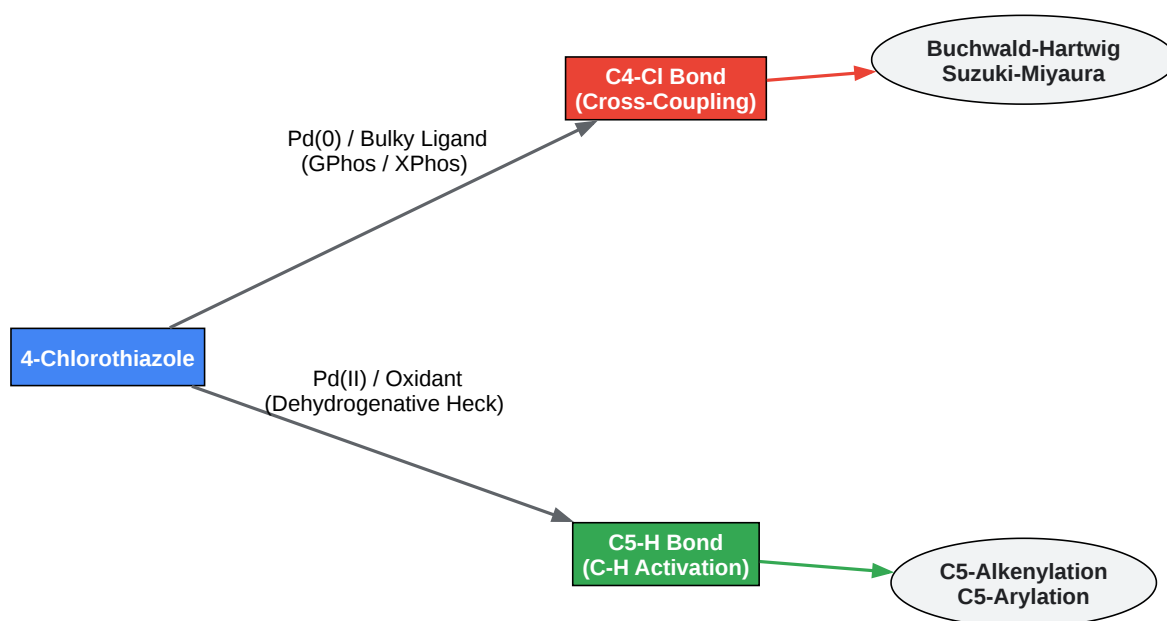 Buchwald-Hartwig
Suzuki-Miyaura
C4-Cl Bond
(Cross-Coupling)
Pd(0) / Bulky Ligand
(GPhos / XPhos)
4-Chlorothiazole
Pd(II) / Oxidant
(Dehydrogenative Heck)
C5-H Bond
(C-H Activation)
C5-Alkenylation
C5-Arylation